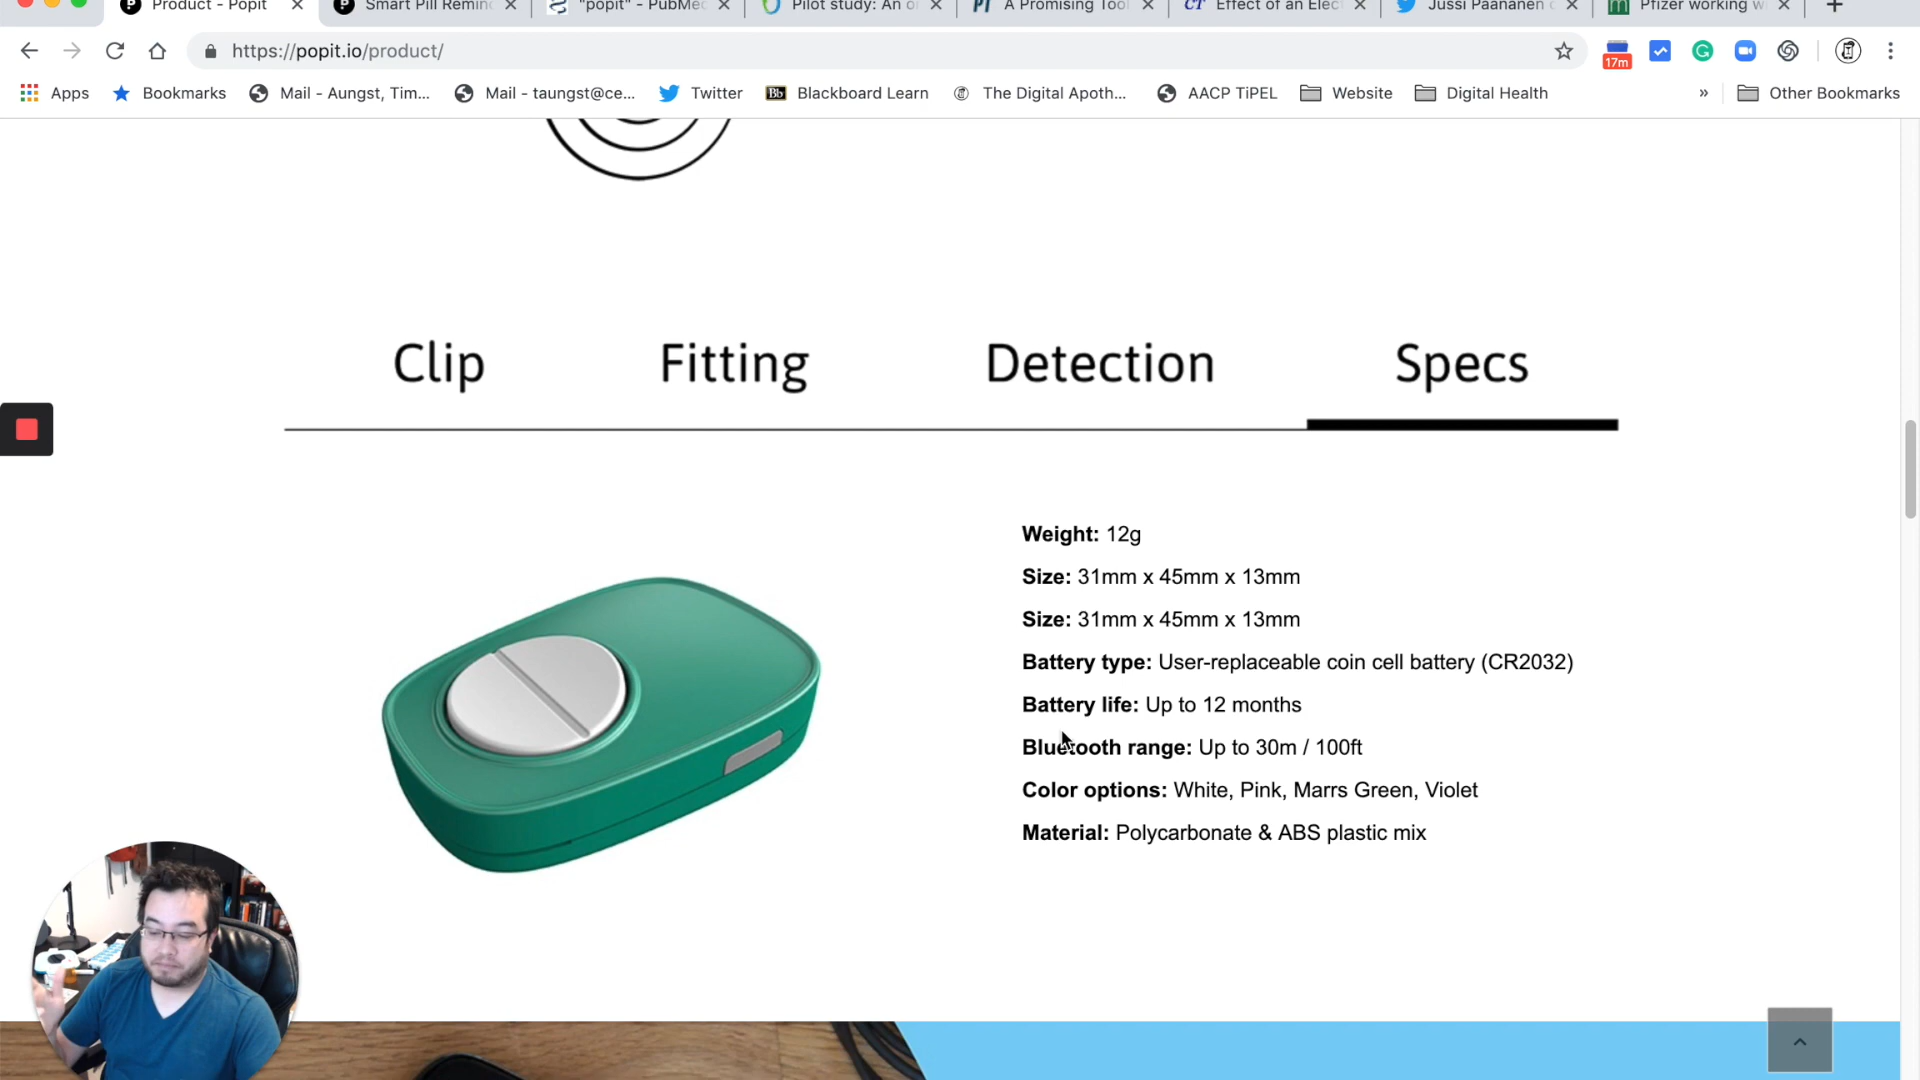 Product - Popit
Smart Pill Remin
"popit" - PubMe
Pilot study: An o
A Promising Tool
CT Effect of an Elec
Jussi Paananen
Pfizer working w
https://popit.io/product/
17m
Apps Bookmarks Mail - Aungst, Tim... Mail - taungst@ce... Twitter Bb Blackboard Learn The Digital Apoth... AACP TiPEL Website Digital Health » Other Bookmarks
Clip Fitting Detection Specs
Weight: 12g
Size: 31mm x 45mm x 13mm
Size: 31mm x 45mm x 13mm
Battery type: User-replaceable coin cell battery (CR2032)
Battery life: Up to 12 months
Bluetooth range: Up to 30m / 100ft
Color options: White, Pink, Marrs Green, Violet
Material: Polycarbonate & ABS plastic mix